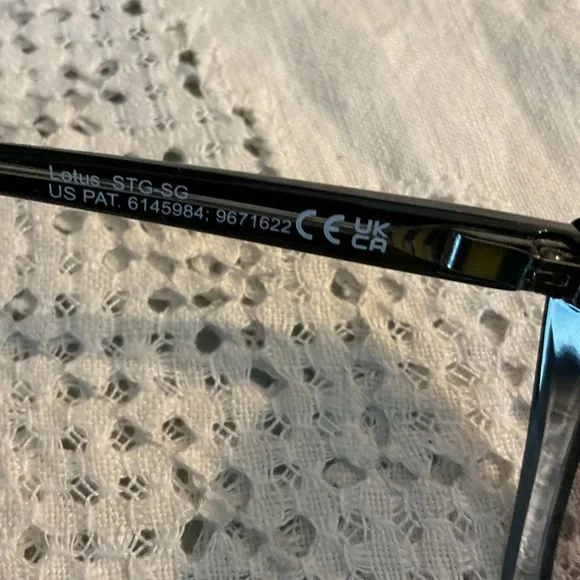 Lotus STG-SG
US PAT. 6145984; 9671622 CE UK
CA